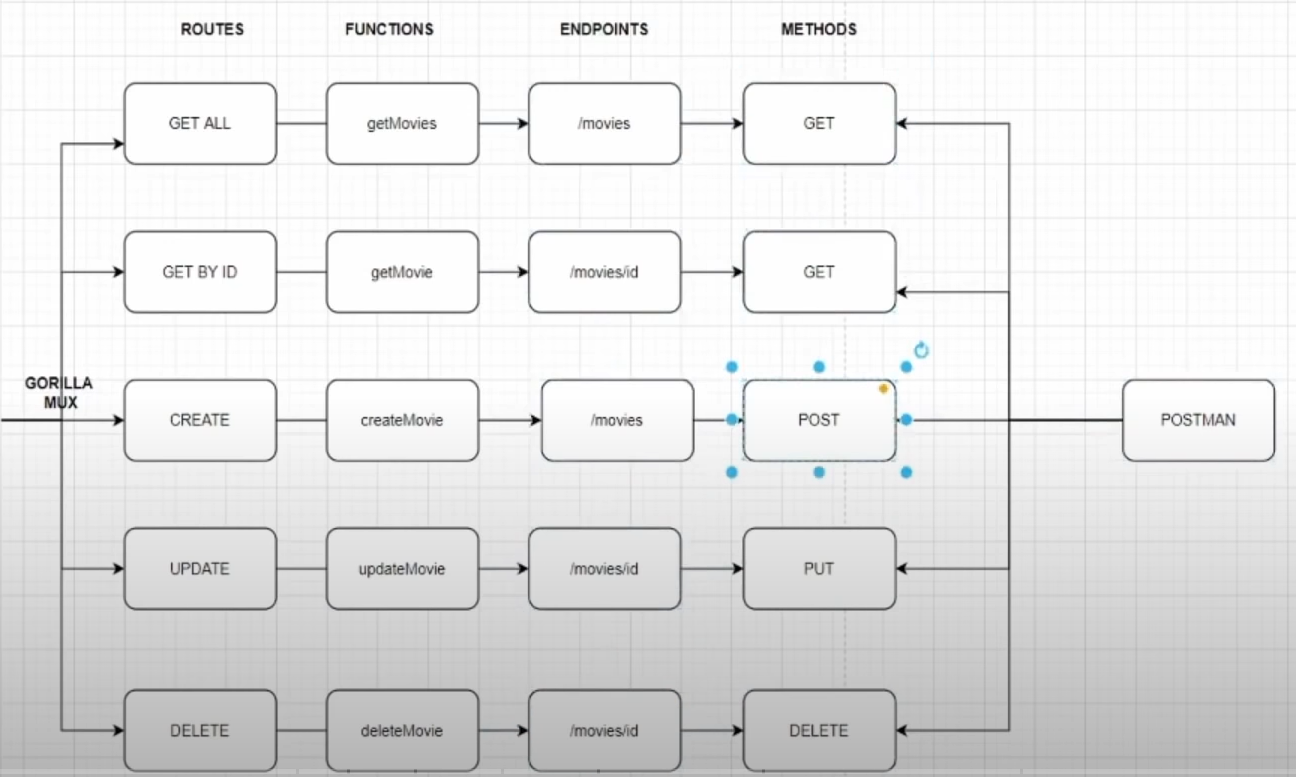 ROUTES FUNCTIONS ENDPOINTS METHODS
GET ALL getMovies /movies GET
GET BY ID getMovie /movies/id GET
GORILLA
MUX
CREATE createMovie /movies POST POSTMAN
UPDATE updateMovie /movies/id PUT
DELETE deleteMovie /movies/id DELETE